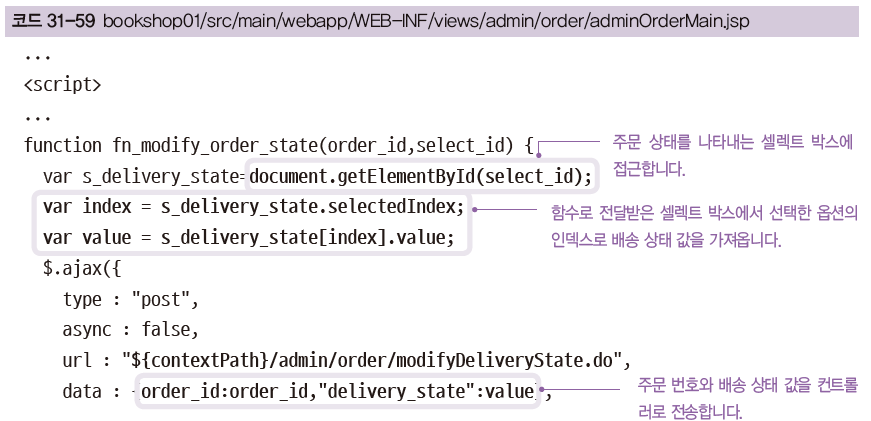 코드 31-59 bookshop01/src/main/webapp/WEB-INF/views/admin/order/adminOrderMain.jsp
...
<script>
...
function fn_modify_order_state(order_id,select_id) {
주문 상태를 나타내는 셀렉트 박스에
접근합니다.
var s_delivery_state=document.getElementById(select_id);
var index = s_delivery_state.selectedIndex;
var value = s_delivery_state[index].value;
함수로 전달받은 셀렉트 박스에서 선택한 옵션의
인덱스로 배송 상태 값을 가져옵니다.
$.ajax({
type : "post",
async : false,
url : "${contextPath}/admin/order/modifyDeliveryState.do",
data : {order_id:order_id,"delivery_state":value},
주문 번호와 배송 상태 값을 컨트롤
러로 전송합니다.